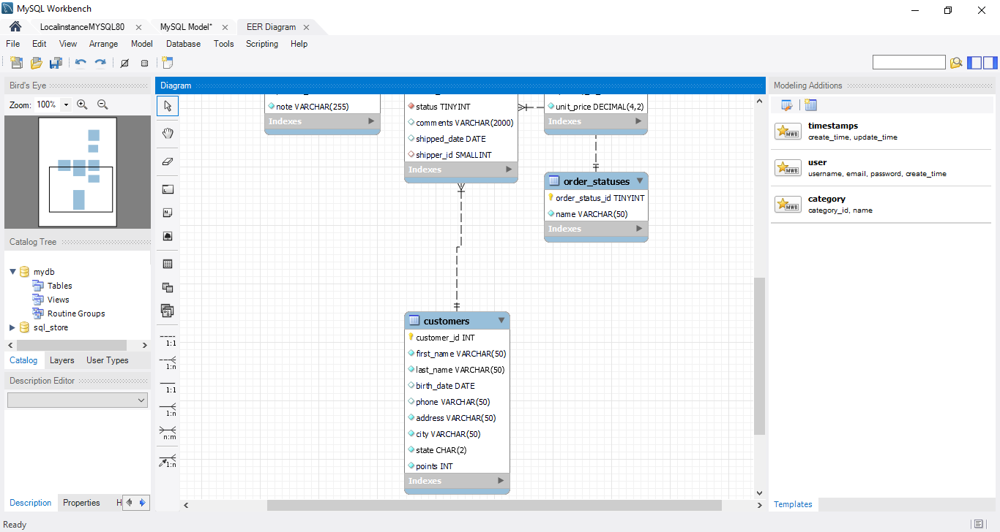 MySQL Workbench
LocalinstanceMYSQL80
MySQL Model*
EER Diagram
File Edit View Arrange Model Database Tools Scripting Help
Bird's Eye
Zoom: 100%
Catalog Tree
mydb
Tables
Views
Routine Groups
sql_store
Catalog Layers User Types
Description Editor
Description Properties H
Diagram
1:1
1:n
1:1
1:n
n:m
1:n
note VARCHAR(255)
Indexes
status TINYINT
comments VARCHAR(2000)
shipped_date DATE
shipper_id SMALLINT
Indexes
unit_price DECIMAL(4,2)
Indexes
order_statuses
order_status_id TINYINT
name VARCHAR(50)
Indexes
customers
customer_id INT
first_name VARCHAR(50)
last_name VARCHAR(50)
birth_date DATE
phone VARCHAR(50)
address VARCHAR(50)
city VARCHAR(50)
state CHAR(2)
points INT
Indexes
Modeling Additions
MWB
timestamps
create_time, update_time
MWB
user
username, email, password, create_time
MWB
category
category_id, name
Templates
Ready